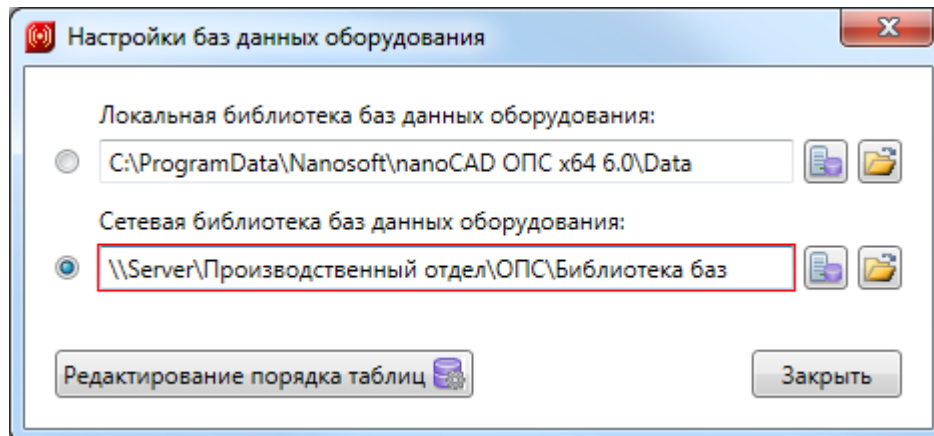 Настройки баз данных оборудования
Локальная библиотека баз данных оборудования:
C:\ProgramData\Nanosoft\nanoCAD ОПС x64 6.0\Data
Сетевая библиотека баз данных оборудования:
\\Server\Производственный отдел\ОПС\Библиотека баз
Редактирование порядка таблиц
Закрыть